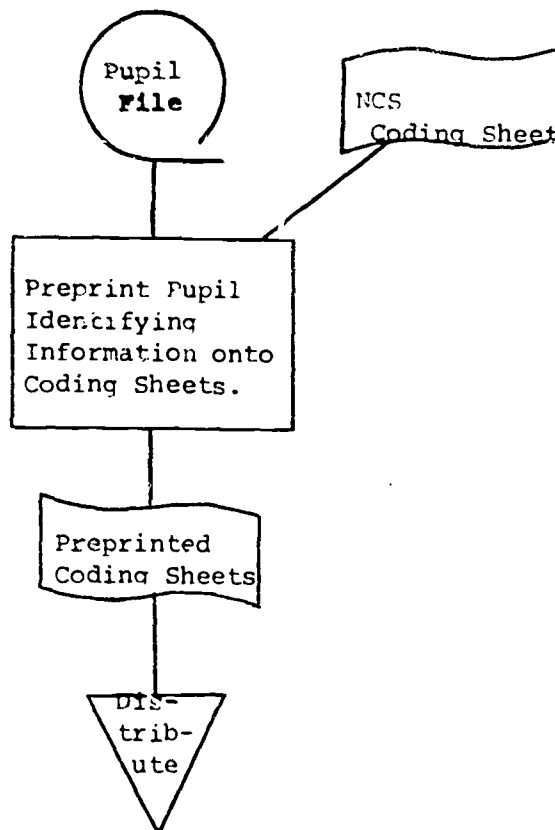 Pupil
File
NCS
Coding Sheet
Preprint Pupil
Identifying
Information onto
Coding Sheets.
Preprinted
Coding Sheets
Dis-
trib-
ute